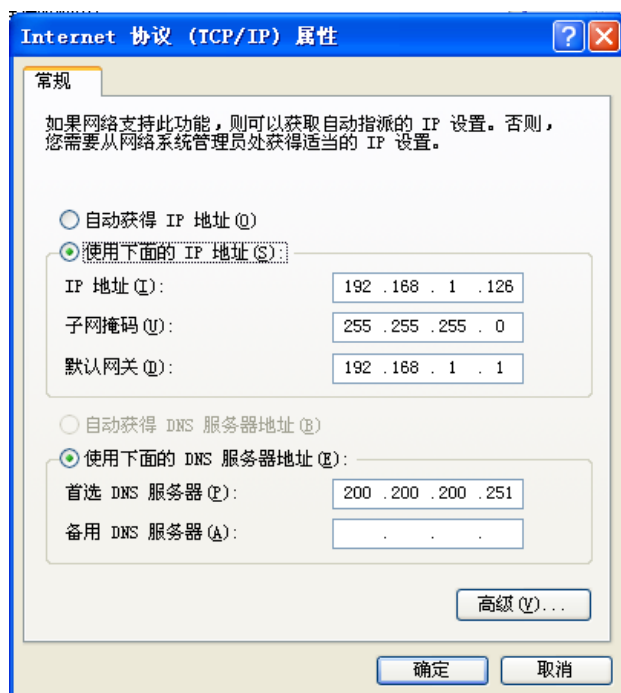 Internet 协议 (TCP/IP) 属性
常规
如果网络支持此功能,则可以获取自动指派的 IP 设置。否则,
您需要从网络系统管理员处获得适当的 IP 设置。
自动获得 IP 地址(O)
使用下面的 IP 地址(S):
IP 地址(I): 192 .168 . 1 .126
子网掩码(U): 255 .255 .255 . 0
默认网关(D): 192 .168 . 1 . 1
自动获得 DNS 服务器地址(B)
使用下面的 DNS 服务器地址(E):
首选 DNS 服务器(P): 200 .200 .200 .251
备用 DNS 服务器(A): . . .
高级(V)...
确定 取消